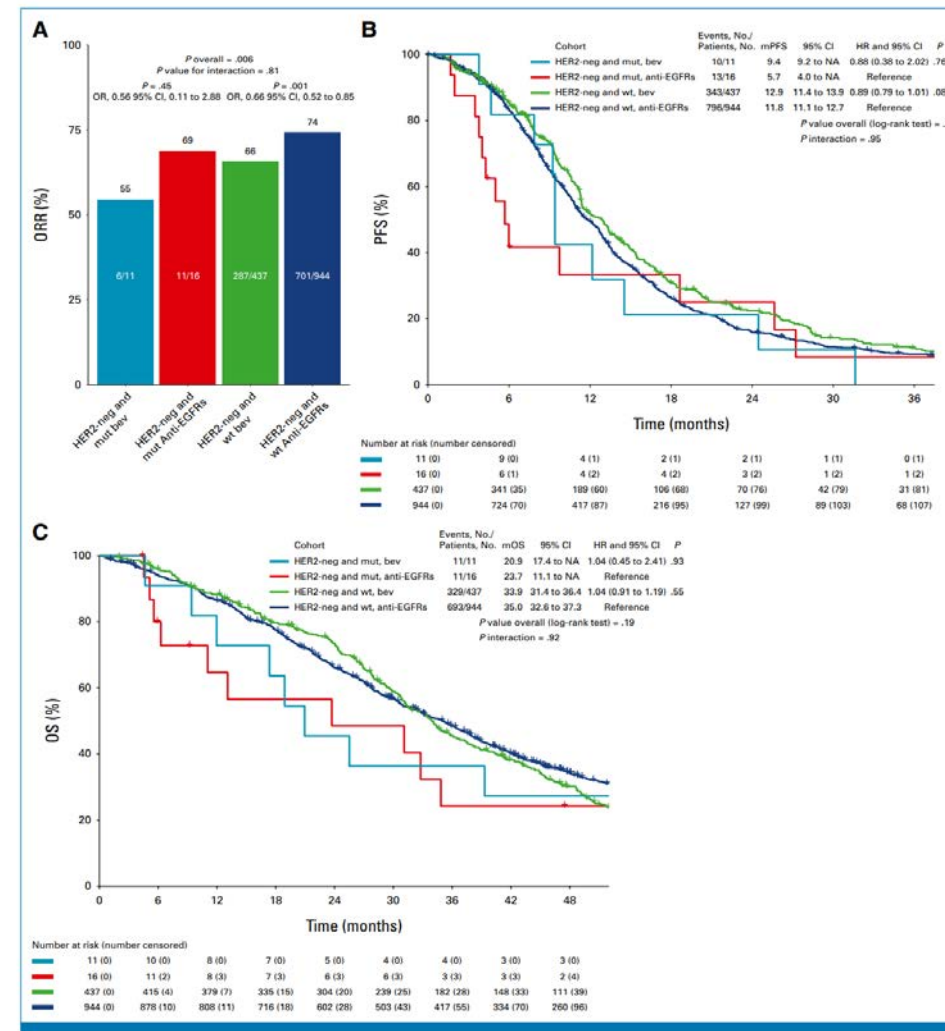 A
100
75
50
25
0
ORR (%)
P overall = .006
P value for interaction = .81
P = .45
OR, 0.56 95% CI, 0.11 to 2.88
P = .001
OR, 0.66 95% CI, 0.52 to 0.85
55
69
66
74
6/11
11/16
287/437
701/944
HER2-neg and
mut bev
HER2-neg and
mut Anti-EGFRs
HER2-neg and
wt bev
HER2-neg and
wt Anti-EGFRs
B
Events, No./
Cohort Patients, No. mPFS 95% CI HR and 95% CI P
HER2-neg and mut, bev 10/11 9.4 9.2 to NA 0.88 (0.38 to 2.02) .76
HER2-neg and mut, anti-EGFRs 13/16 5.7 4.0 to NA Reference
HER2-neg and wt, bev 343/437 12.9 11.4 to 13.9 0.89 (0.79 to 1.01) .08
HER2-neg and wt, anti-EGFRs 796/944 11.8 11.1 to 12.7 Reference
P value overall (log-rank test) = .
P interaction = .95
100
80
60
40
20
0
PFS (%)
0 6 12 18 24 30 36
Time (months)
Number at risk (number censored)
11 (0) 9 (0) 4 (1) 2 (1) 2 (1) 1 (1) 0 (1)
16 (0) 6 (1) 4 (2) 4 (2) 3 (2) 1 (2) 1 (2)
437 (0) 341 (35) 189 (60) 106 (68) 70 (76) 42 (79) 31 (81)
944 (0) 724 (70) 417 (87) 216 (95) 127 (99) 89 (103) 68 (107)
C
Events, No./
Cohort Patients, No. mOS 95% CI HR and 95% CI P
HER2-neg and mut, bev 11/11 20.9 17.4 to NA 1.04 (0.45 to 2.41) .93
HER2-neg and mut, anti-EGFRs 11/16 23.7 11.1 to NA Reference
HER2-neg and wt, bev 329/437 33.9 31.4 to 36.4 1.04 (0.91 to 1.19) .55
HER2-neg and wt, anti-EGFRs 693/944 35.0 32.6 to 37.3 Reference
P value overall (log-rank test) = .19
P interaction = .92
100
80
60
40
20
0
OS (%)
0 6 12 18 24 30 36 42 48
Time (months)
Number at risk (number censored)
11 (0) 10 (0) 8 (0) 7 (0) 5 (0) 4 (0) 4 (0) 3 (0) 3 (0)
16 (0) 11 (2) 8 (3) 7 (3) 6 (3) 6 (3) 3 (3) 3 (3) 2 (4)
437 (0) 415 (4) 379 (7) 335 (15) 304 (20) 239 (25) 182 (28) 148 (33) 111 (39)
944 (0) 878 (10) 808 (11) 716 (18) 602 (28) 503 (43) 417 (55) 334 (70) 260 (96)